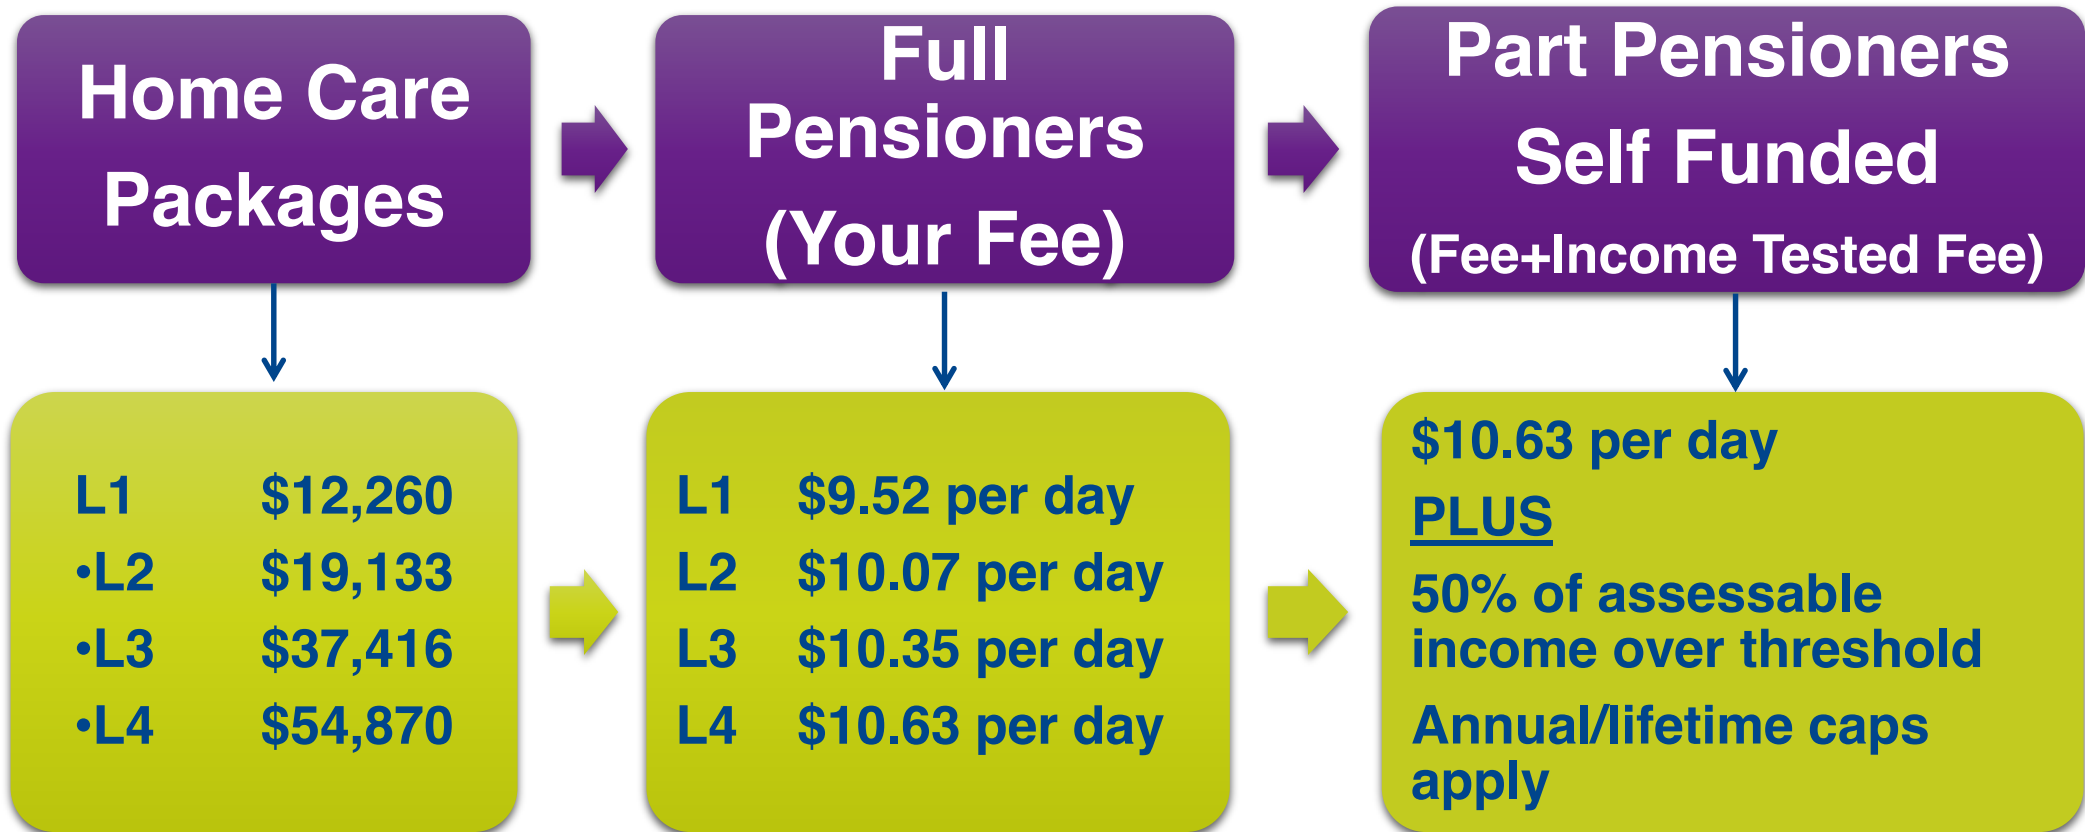 Home Care
Packages
Full
Pensioners
(Your Fee)
Part Pensioners
Self Funded
(Fee+Income Tested Fee)
L1 $12,260
•L2 $19,133
•L3 $37,416
•L4 $54,870
L1 $9.52 per day
L2 $10.07 per day
L3 $10.35 per day
L4 $10.63 per day
$10.63 per day
PLUS
50% of assessable
income over threshold
Annual/lifetime caps
apply